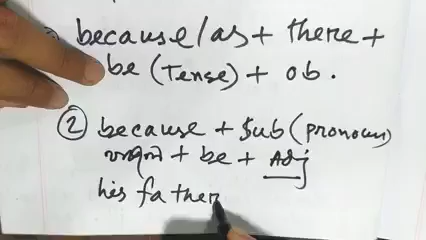 because/as + there +
be (Tense) + ob.
② because + Sub (pronoun)
+ be + Adj
his father